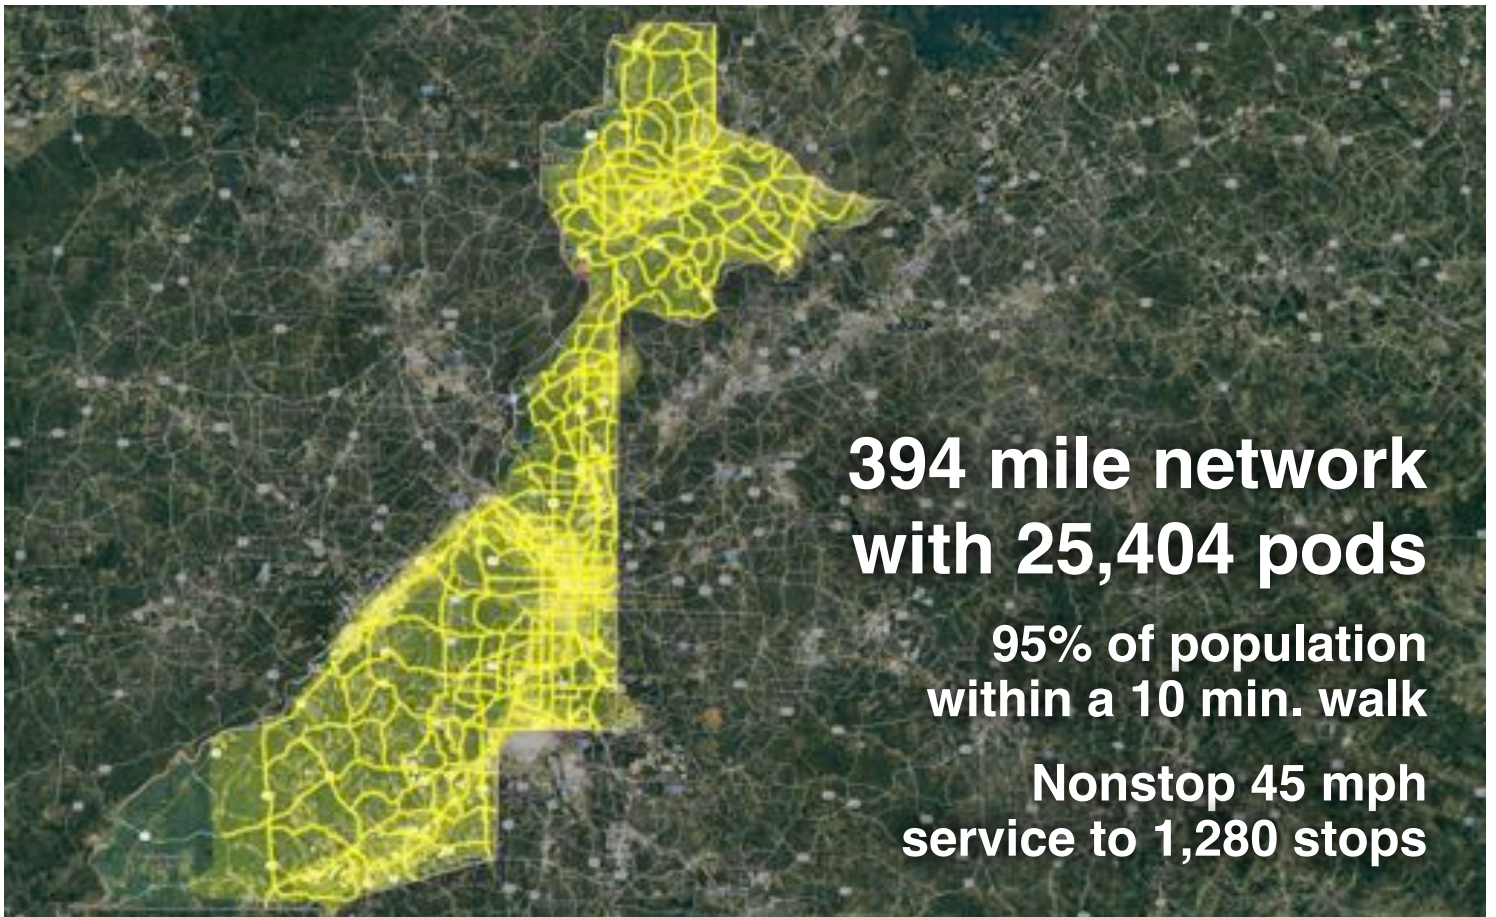 394 mile network
with 25,404 pods
95% of population
within a 10 min. walk
Nonstop 45 mph
service to 1,280 stops